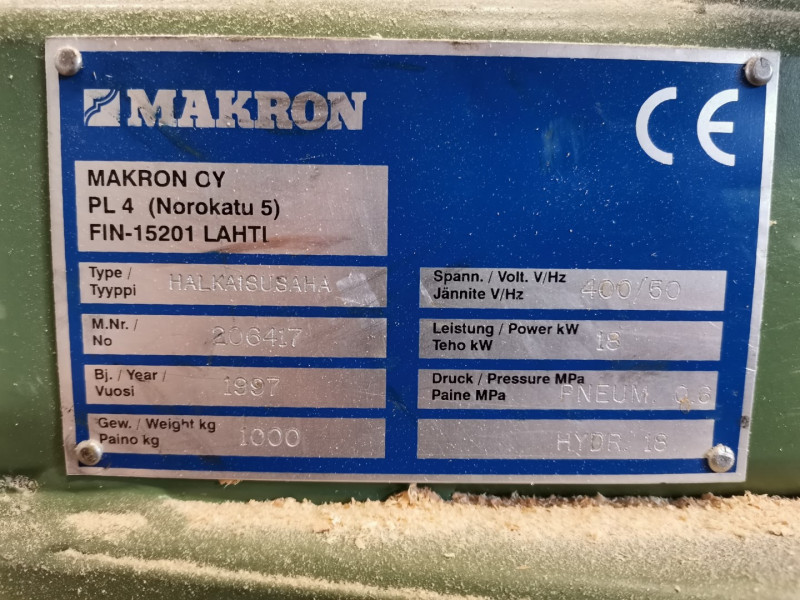 MAKRON
CE
MAKRON OY
PL 4 (Norokatu 5)
FIN-15201 LAHTI
Type /
Tyyppi
HALKAISUSAHA
M.Nr. /
No
206417
Bj. / Year /
Vuosi
1997
Gew. / Weight kg
Paino kg
1000
Spann. / Volt. V/Hz
Jännite V/Hz
400/50
Leistung / Power kW
Teho kW
18
Druck / Pressure MPa
Paine MPa
PNEUM. 0,6
HYDR. 18